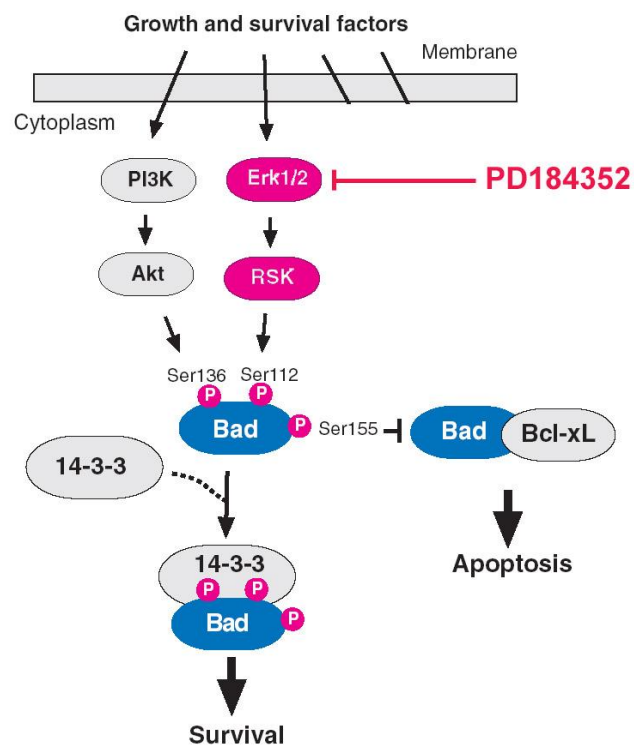 Growth and survival factors
Membrane
Cytoplasm
PI3K
Erk1/2
PD184352
Akt
RSK
Ser136
Ser112
P
P
Bad
P
Ser155
Bad
Bcl-xL
14-3-3
14-3-3
P
P
Bad
P
Apoptosis
Survival